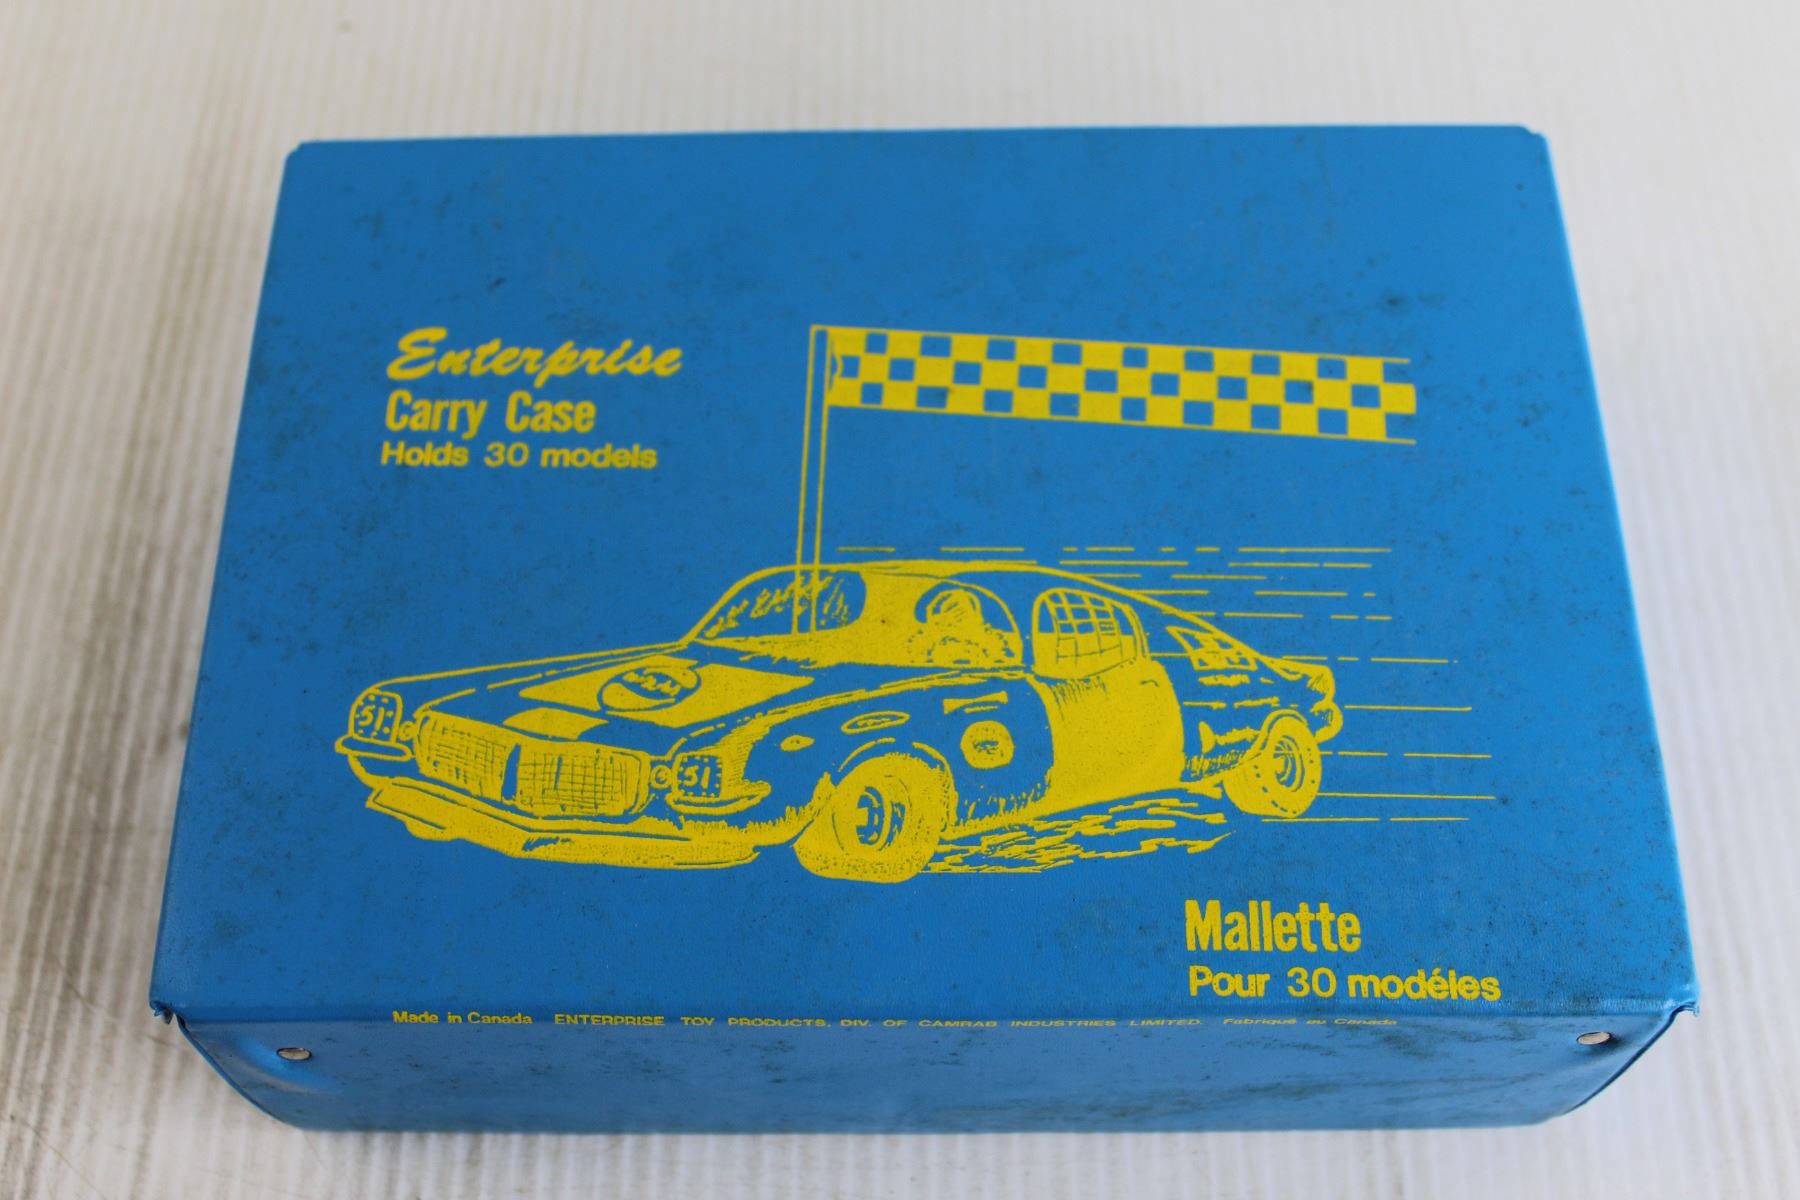 Enterprise
Carry Case
Holds 30 models
51
51
Mallette
Pour 30 modéles
Made in Canada ENTERPRISE TOY PRODUCTS, DIV. OF CAMRAB INDUSTRIES LIMITED. Fabriqué au Canada